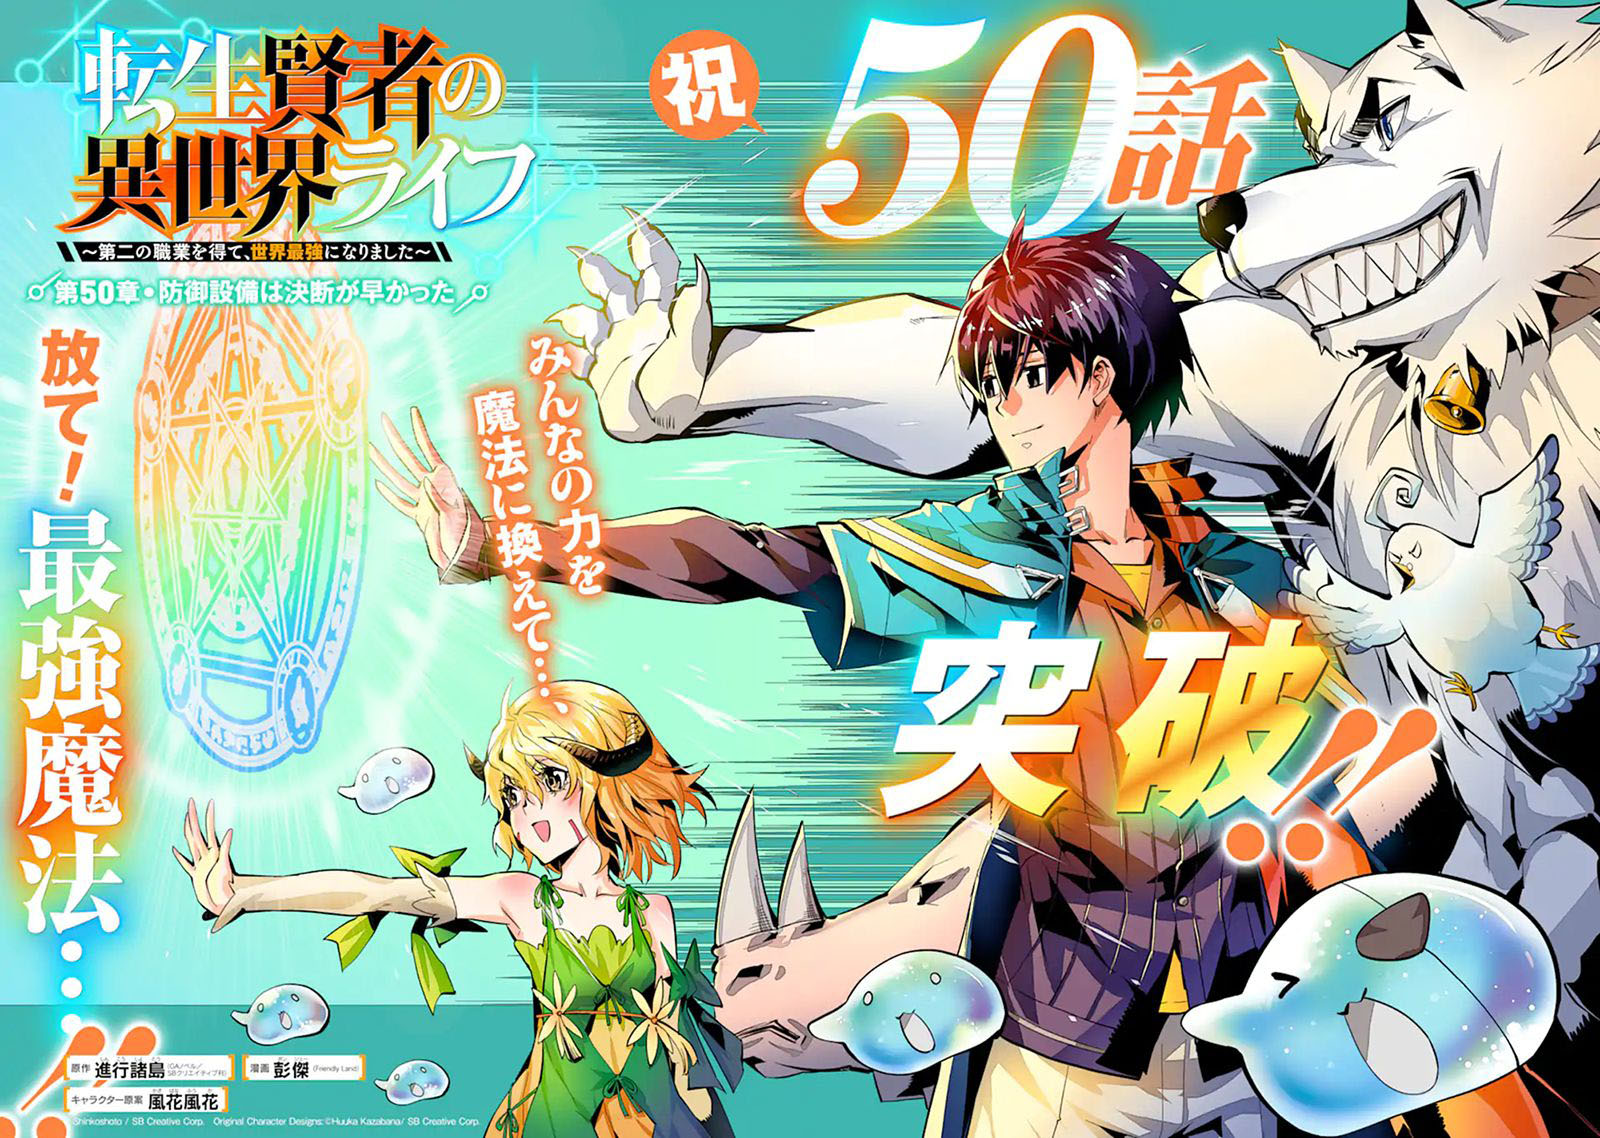 転生賢者の
異世界ライフ
～第二の職業を得て、世界最強になりました～
第50章・防御設備は決断が早かった
祝
50話
突破!!
みんなの力を
魔法に換えて…、
放て！最強魔法…!!
原作 進行諸島 (GAノベル/SBクリエイティブ刊)
漫画 彭傑 (Friendly Land)
キャラクター原案 風花風花
Shinkoshoto / SB Creative Corp. Original Character Designs:©Huuka Kazabana/ SB Creative Corp.